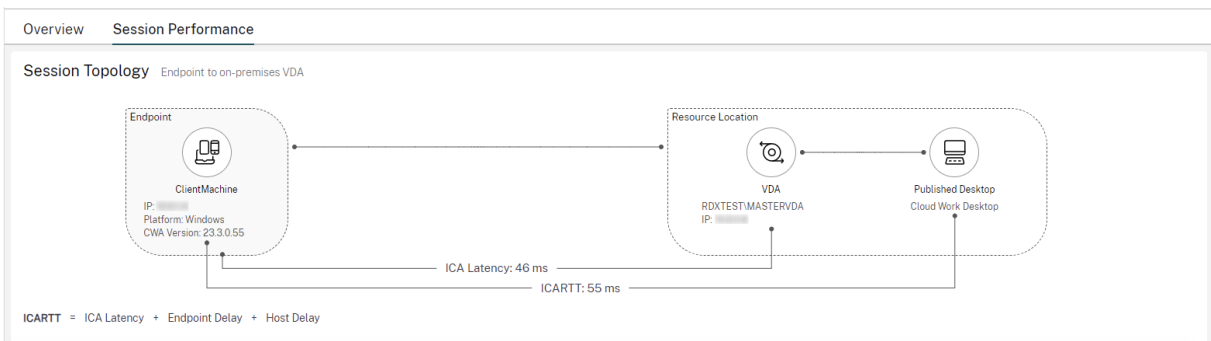 Overview Session Performance
Session Topology Endpoint to on-premises VDA
Endpoint
ClientMachine
IP:
Platform: Windows
CWA Version: 23.3.0.55
Resource Location
VDA
RDXTEST\MASTERVDA
IP:
Published Desktop
Cloud Work Desktop
ICA Latency: 46 ms
ICARTT: 55 ms
ICARTT = ICA Latency + Endpoint Delay + Host Delay